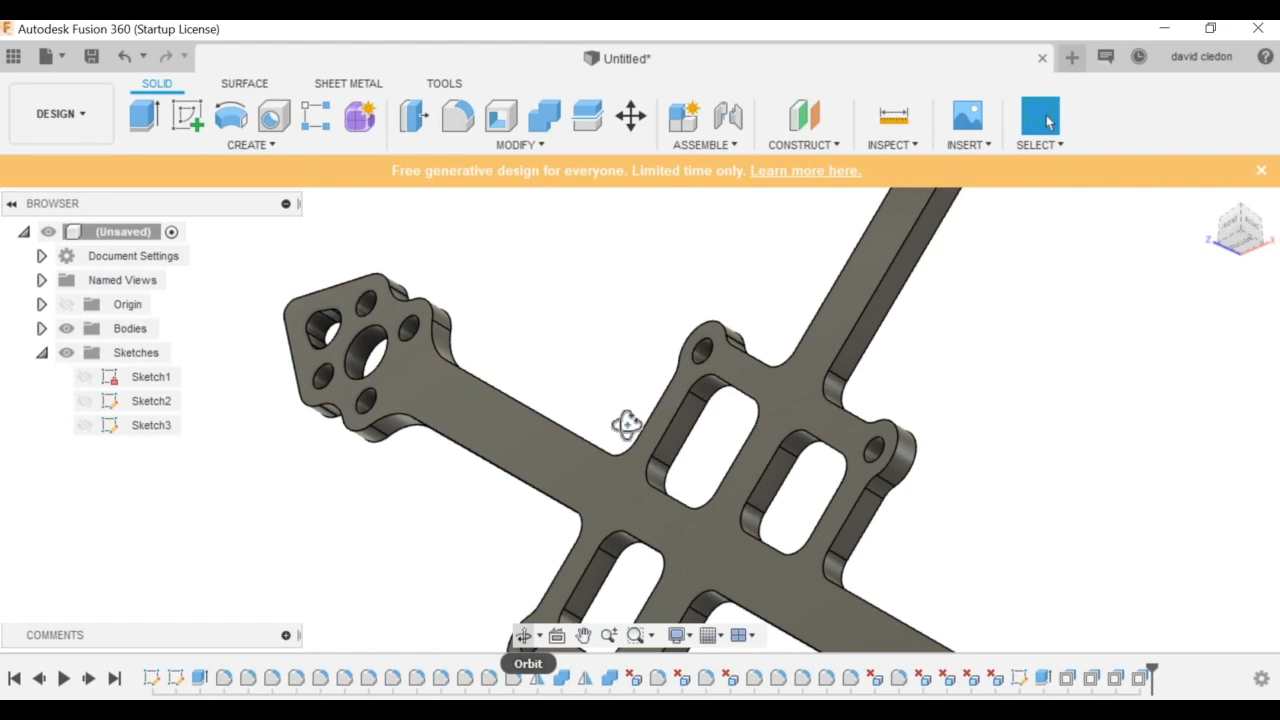 Autodesk Fusion 360 (Startup License)
Untitled*
david cledon
SOLID SURFACE SHEET METAL TOOLS
DESIGN
CREATE MODIFY ASSEMBLE CONSTRUCT INSPECT INSERT SELECT
Free generative design for everyone. Limited time only. Learn more here.
BROWSER
(Unsaved)
Document Settings
Named Views
Origin
Bodies
Sketches
Sketch1
Sketch2
Sketch3
COMMENTS
Orbit